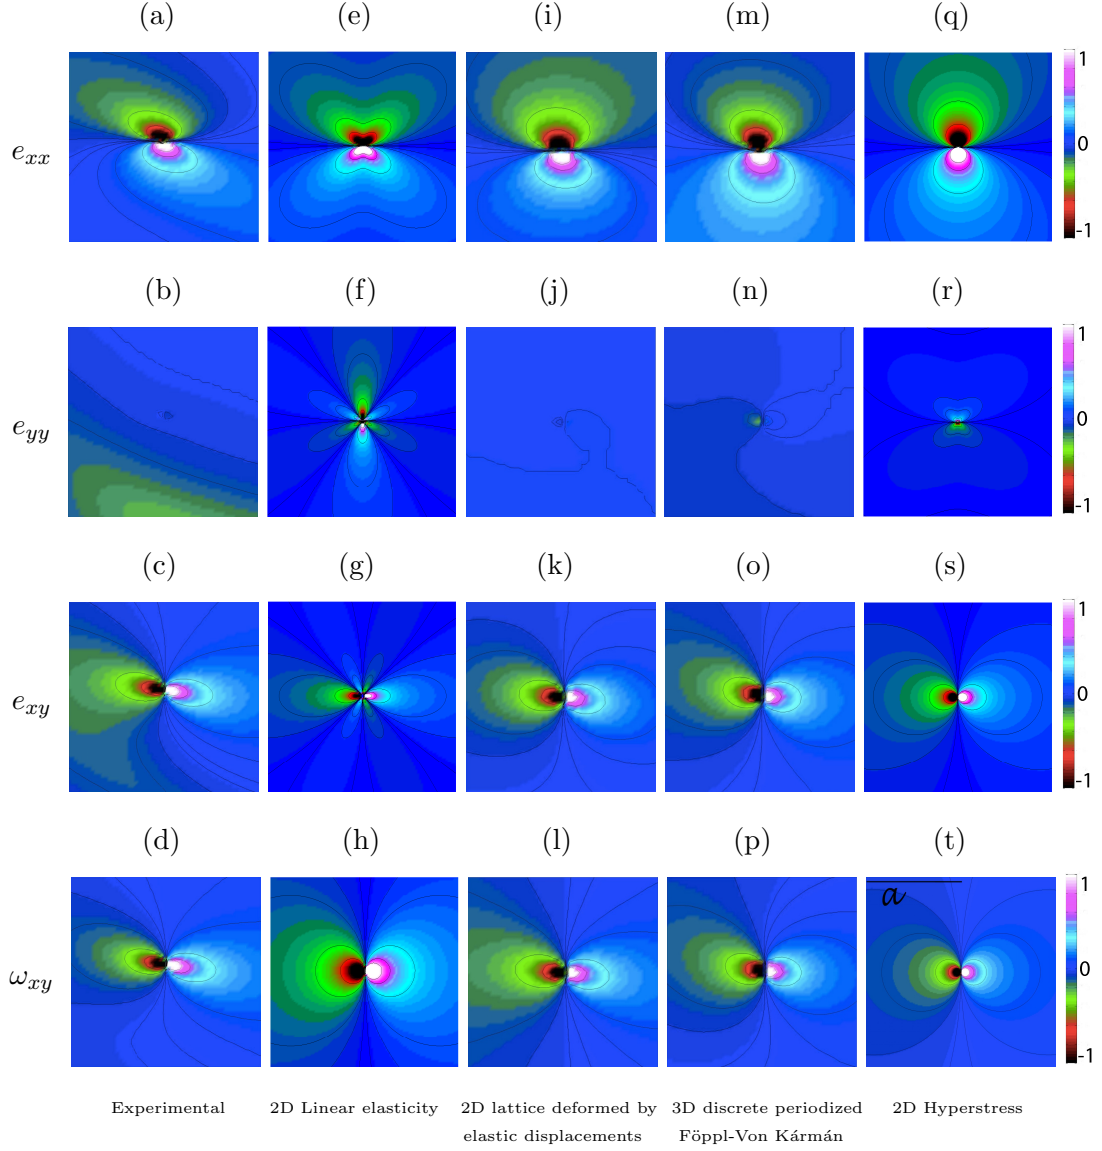 (a) (e) (i) (m) (q)
e_xx
1
0
-1
(b) (f) (j) (n) (r)
e_yy
1
0
-1
(c) (g) (k) (o) (s)
e_xy
1
0
-1
(d) (h) (l) (p) (t)
a
ω_xy
1
0
-1
Experimental
2D Linear elasticity
2D lattice deformed by
elastic displacements
3D discrete periodized
Föppl-Von Kármán
2D Hyperstress